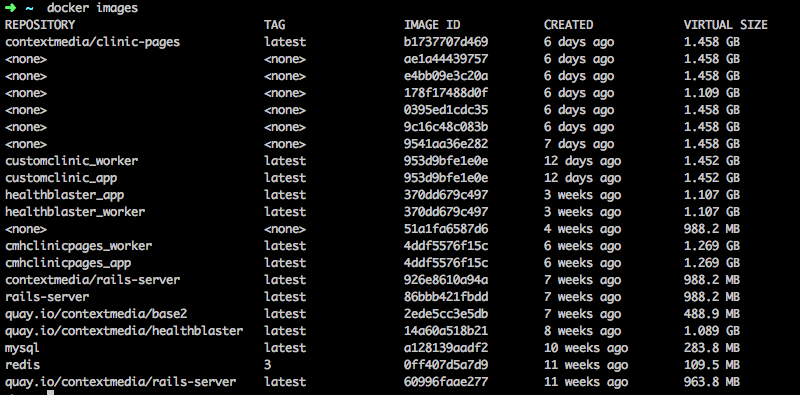 ➜ ~ docker images
REPOSITORY TAG IMAGE ID CREATED VIRTUAL SIZE
contextmedia/clinic-pages latest b1737707d469 6 days ago 1.458 GB
<none> <none> ae1a44439757 6 days ago 1.458 GB
<none> <none> e4bb09e3c20a 6 days ago 1.458 GB
<none> <none> 178f17488d0f 6 days ago 1.109 GB
<none> <none> 0395ed1cdc35 6 days ago 1.458 GB
<none> <none> 9c16c48c083b 6 days ago 1.458 GB
<none> <none> 9541aa36e282 7 days ago 1.458 GB
customclinic_worker latest 953d9bfe1e0e 12 days ago 1.452 GB
customclinic_app latest 953d9bfe1e0e 12 days ago 1.452 GB
healthblaster_app latest 370dd679c497 3 weeks ago 1.107 GB
healthblaster_worker latest 370dd679c497 3 weeks ago 1.107 GB
<none> <none> 51a1fa6587d6 4 weeks ago 988.2 MB
cmhclinicpages_worker latest 4ddf5576f15c 6 weeks ago 1.269 GB
cmhclinicpages_app latest 4ddf5576f15c 6 weeks ago 1.269 GB
contextmedia/rails-server latest 926e8610a94a 7 weeks ago 988.2 MB
rails-server latest 86bbb421fbdd 7 weeks ago 988.2 MB
quay.io/contextmedia/base2 latest 2ede5cc3e5db 7 weeks ago 488.9 MB
quay.io/contextmedia/healthblaster latest 14a60a518b21 8 weeks ago 1.089 GB
mysql latest a128139aadf2 10 weeks ago 283.8 MB
redis 3 0ff407d5a7d9 11 weeks ago 109.5 MB
quay.io/contextmedia/rails-server latest 60996faae277 11 weeks ago 963.8 MB